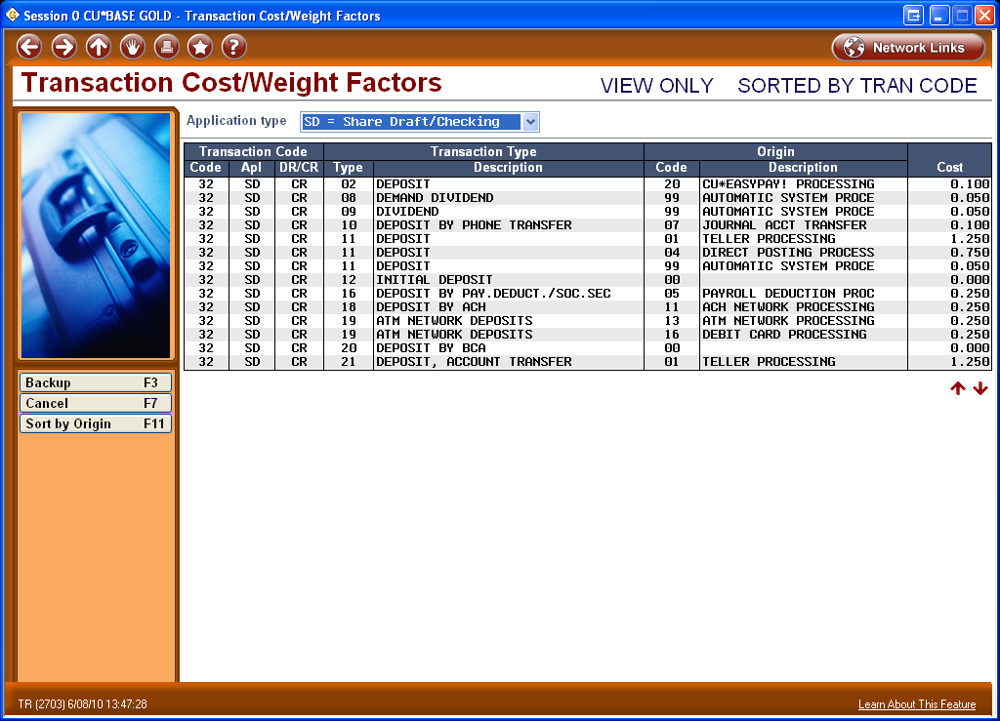 Session 0 CU*BASE GOLD - Transaction Cost/Weight Factors
Network Links
Transaction Cost/Weight Factors VIEW ONLY SORTED BY TRAN CODE
Application type SD = Share Draft/Checking
Transaction Code Transaction Type Origin
Code Apl DR/CR Type Description Code Description Cost
32 SD CR 02 DEPOSIT 20 CU*EASYPAY! PROCESSING 0.100
32 SD CR 08 DEMAND DIVIDEND 99 AUTOMATIC SYSTEM PROCE 0.050
32 SD CR 09 DIVIDEND 99 AUTOMATIC SYSTEM PROCE 0.050
32 SD CR 10 DEPOSIT BY PHONE TRANSFER 07 JOURNAL ACCT TRANSFER 0.100
32 SD CR 11 DEPOSIT 01 TELLER PROCESSING 1.250
32 SD CR 11 DEPOSIT 04 DIRECT POSTING PROCESS 0.750
32 SD CR 11 DEPOSIT 99 AUTOMATIC SYSTEM PROCE 0.050
32 SD CR 12 INITIAL DEPOSIT 00 0.000
32 SD CR 16 DEPOSIT BY PAY.DEDUCT./SOC.SEC 05 PAYROLL DEDUCTION PROC 0.250
32 SD CR 18 DEPOSIT BY ACH 11 ACH NETWORK PROCESSING 0.250
32 SD CR 19 ATM NETWORK DEPOSITS 13 ATM NETWORK PROCESSING 0.250
32 SD CR 19 ATM NETWORK DEPOSITS 16 DEBIT CARD PROCESSING 0.250
32 SD CR 20 DEPOSIT BY BCA 00 0.000
32 SD CR 21 DEPOSIT, ACCOUNT TRANSFER 01 TELLER PROCESSING 1.250
Backup F3
Cancel F7
Sort by Origin F11
TR (2703) 6/08/10 13:47:28 Learn About This Feature